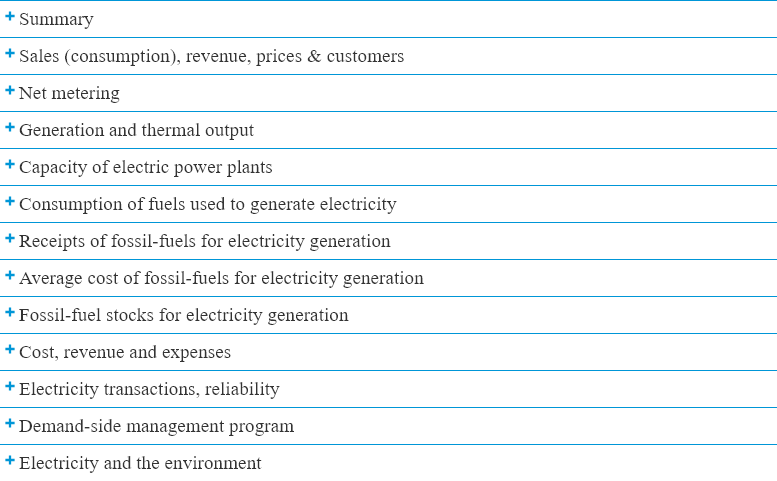 Summary
Sales (consumption), revenue, prices & customers
Net metering
Generation and thermal output
Capacity of electric power plants
Consumption of fuels used to generate electricity
Receipts of fossil-fuels for electricity generation
Average cost of fossil-fuels for electricity generation
Fossil-fuel stocks for electricity generation
Cost, revenue and expenses
Electricity transactions, reliability
Demand-side management program
Electricity and the environment